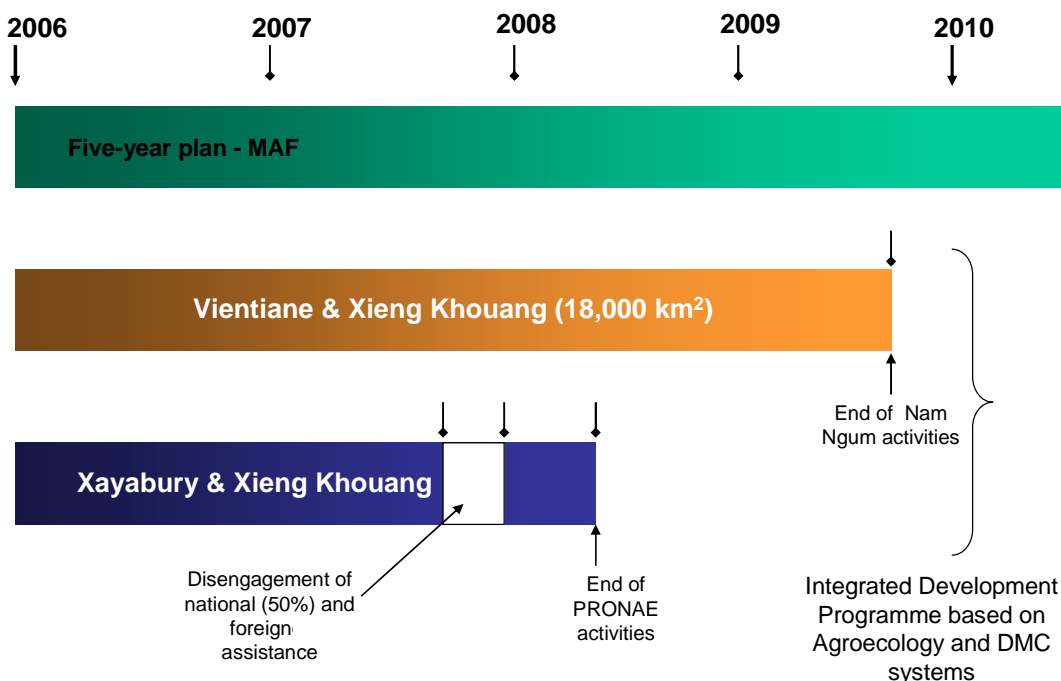 2006 2007 2008 2009 2010
Five-year plan - MAF
Vientiane & Xieng Khouang (18,000 km²)
End of Nam
Ngum activities
Xayabury & Xieng Khouang
Disengagement of
national (50%) and
foreign
assistance
End of
PRONAE
activities
Integrated Development
Programme based on
Agroecology and DMC
systems